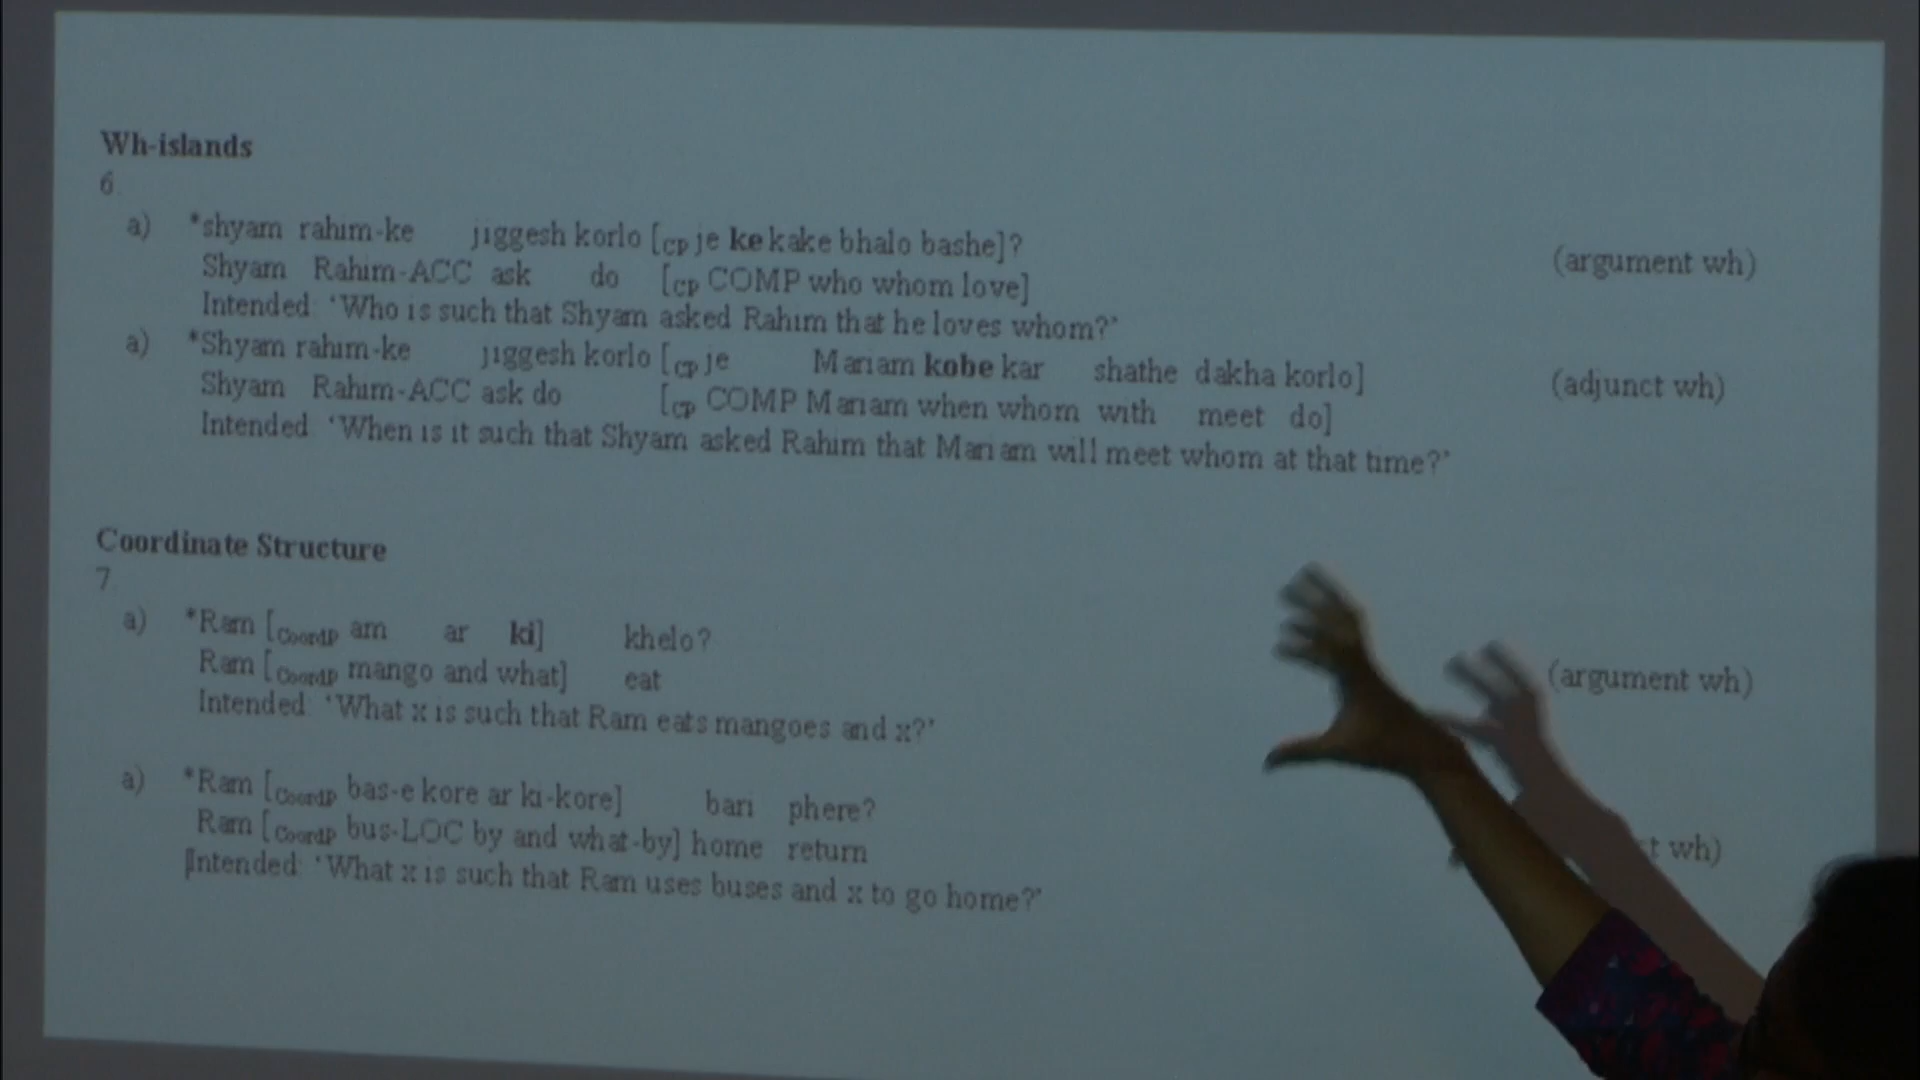 Wh-islands
6.
a) *shyam rahim-ke jiggesh korlo [CP je ke kake bhalo bashe]? (argument wh)
Shyam Rahim-ACC ask do [CP COMP who whom love]
Intended: ‘Who is such that Shyam asked Rahim that he loves whom?’
a) *Shyam rahim-ke jiggesh korlo [CP je Mariam kobe kar shathe dakha korlo] (adjunct wh)
Shyam Rahim-ACC ask do [CP COMP Mariam when whom with meet do]
Intended: ‘When is it such that Shyam asked Rahim that Mariam will meet whom at that time?’
Coordinate Structure
7.
a) *Ram [CoordP am ar ki] khelo? (argument wh)
Ram [CoordP mango and what] eat
Intended: ‘What x is such that Ram eats mangoes and x?’
a) *Ram [CoordP bas-e kore ar ki-kore] bari phere? t wh)
Ram [CoordP bus-LOC by and what-by] home return
Intended: ‘What x is such that Ram uses buses and x to go home?’